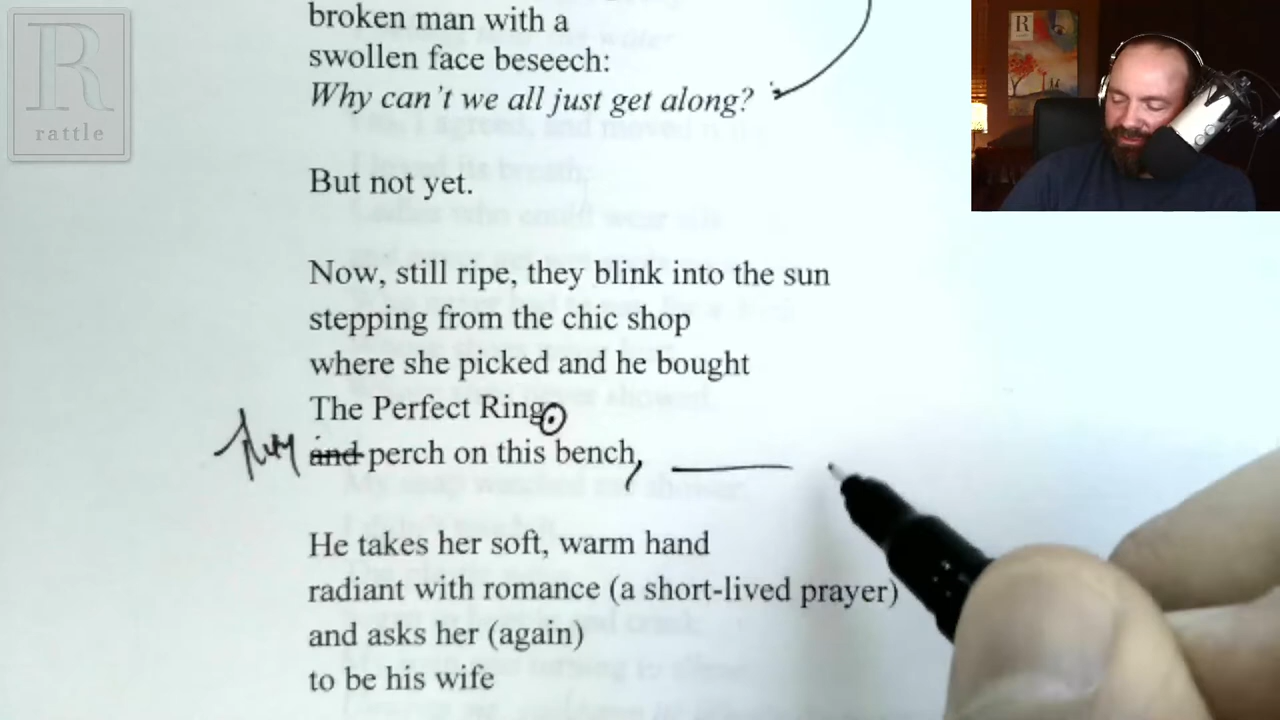 R
rattle
broken man with a
swollen face beseech:
Why can't we all just get along?
But not yet.
Now, still ripe, they blink into the sun
stepping from the chic shop
where she picked and he bought
The Perfect Ring.
they and perch on this bench,
He takes her soft, warm hand
radiant with romance (a short-lived prayer)
and asks her (again)
to be his wife